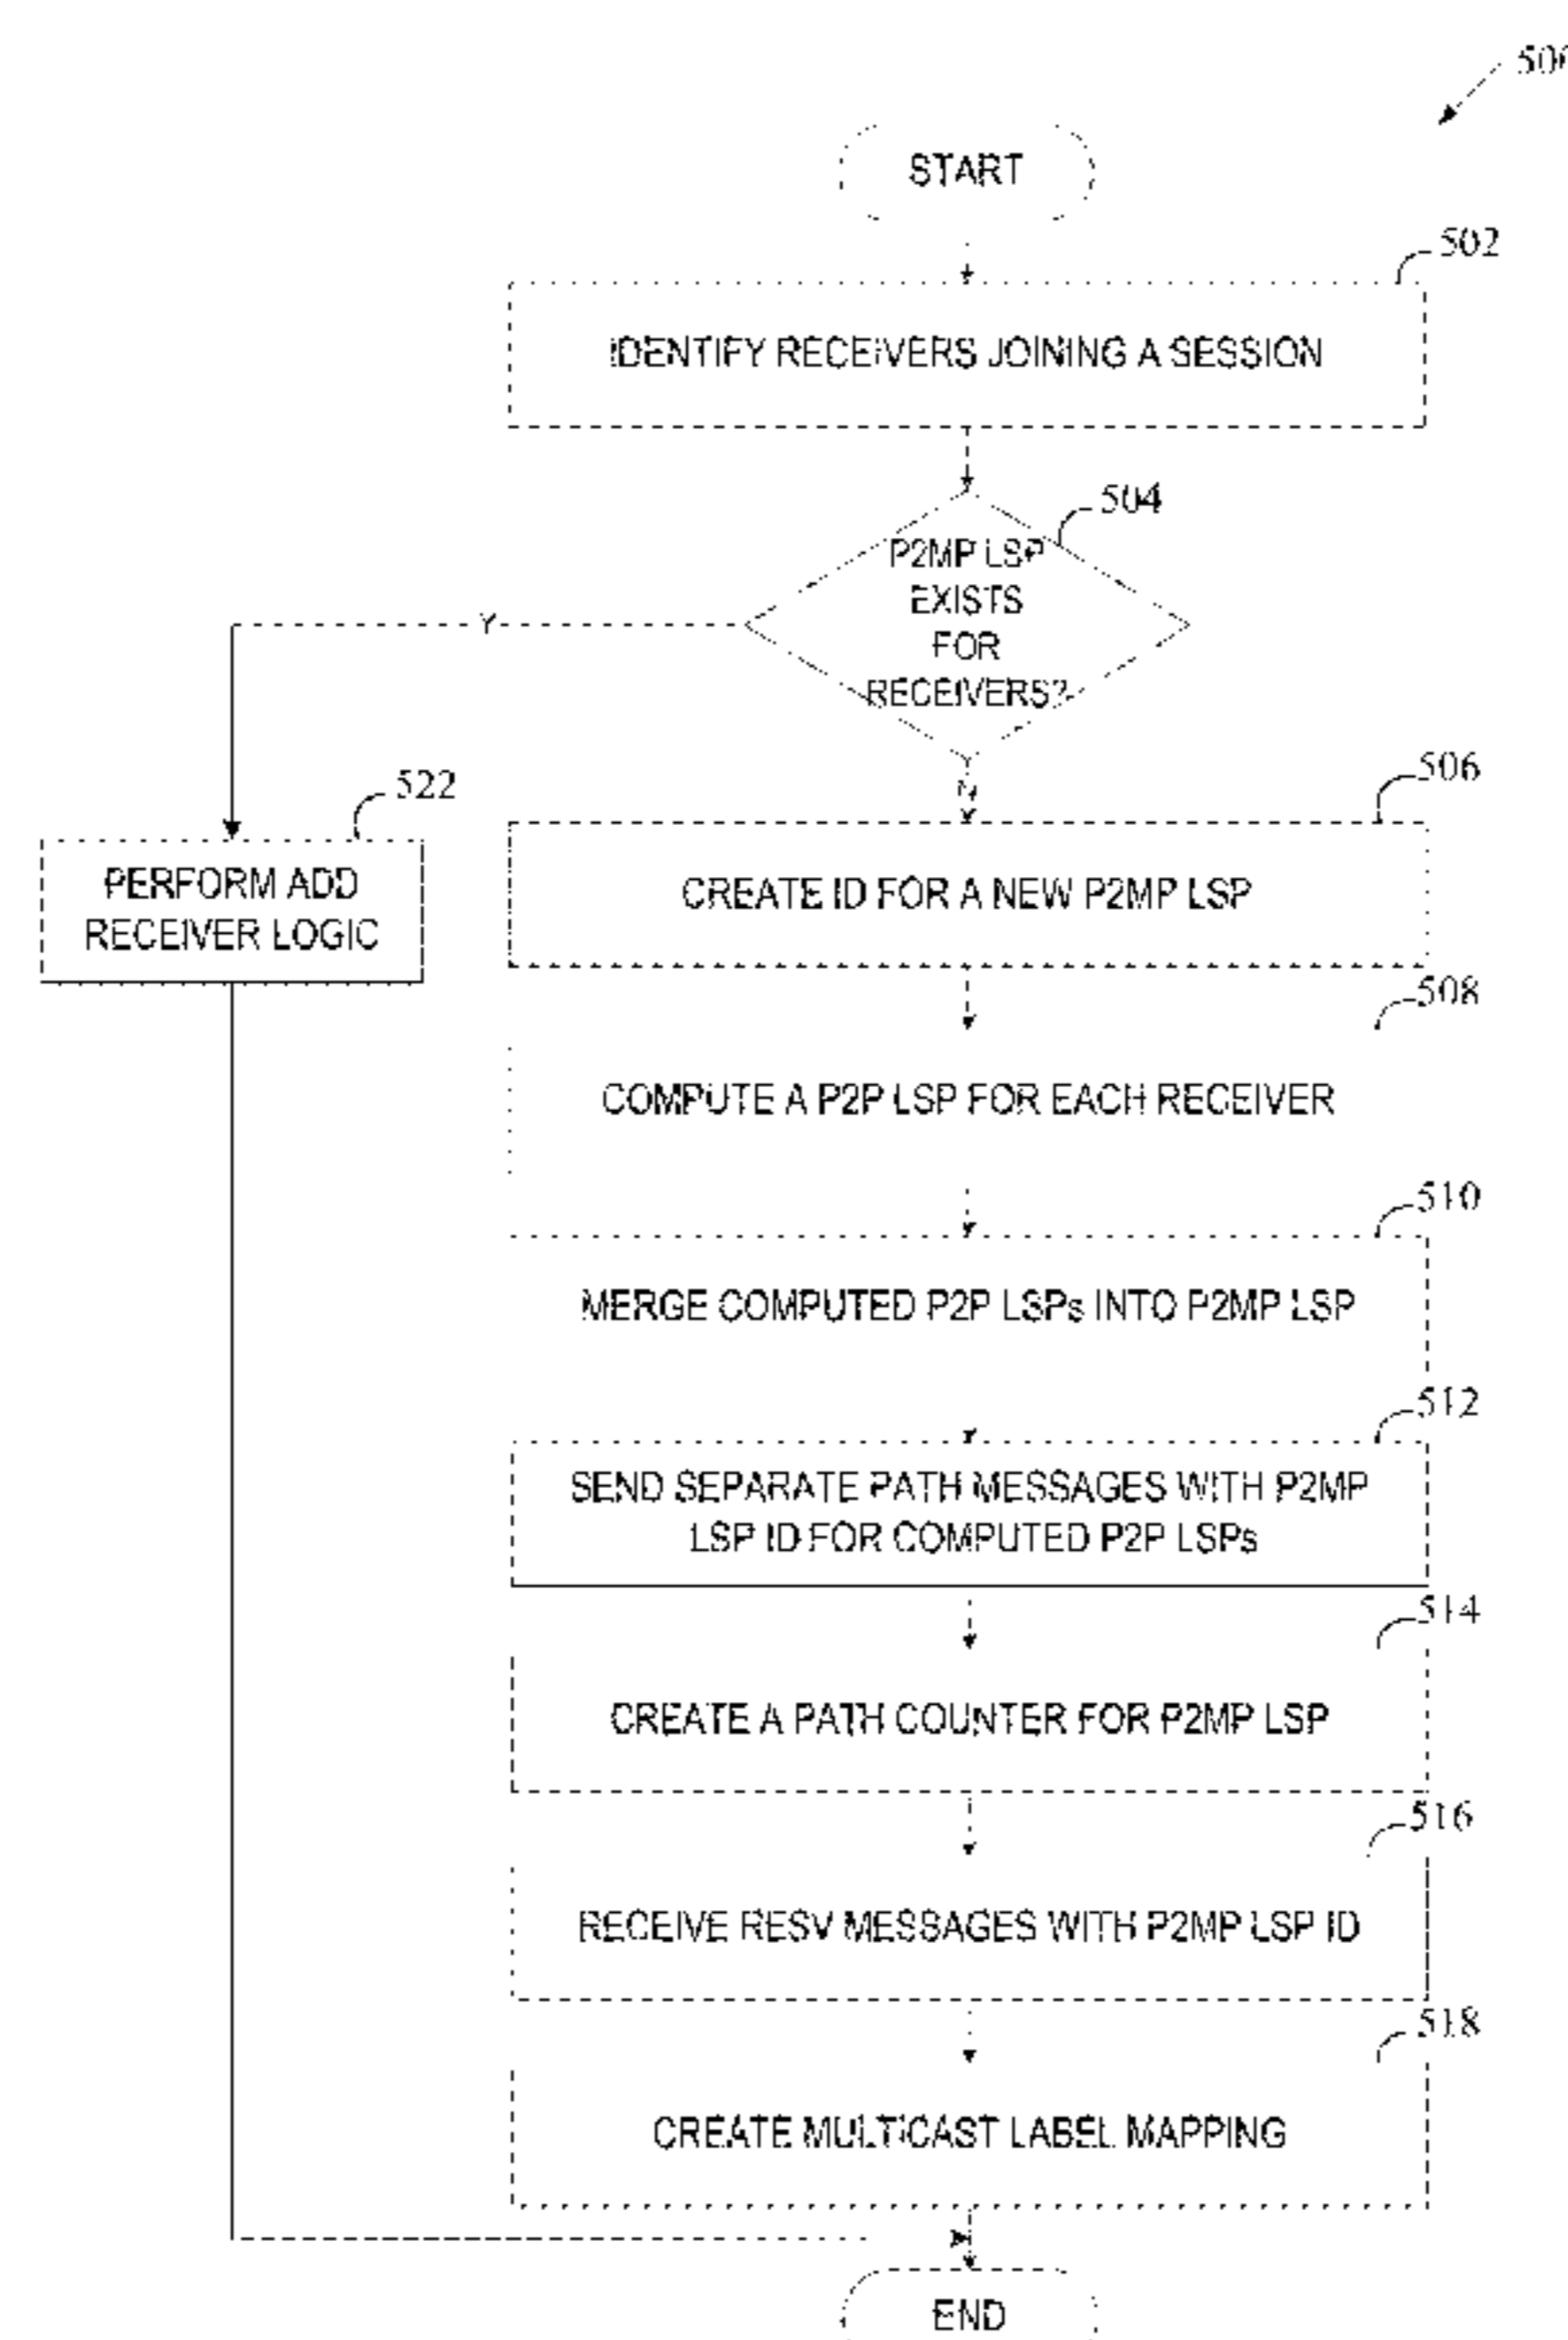 START
502
IDENTIFY RECEIVERS JOINING A SESSION
504
P2MP LSP
EXISTS
FOR
RECEIVERS?
Y
N
522
PERFORM ADD
RECEIVER LOGIC
506
CREATE ID FOR A NEW P2MP LSP
508
COMPUTE A P2P LSP FOR EACH RECEIVER
510
MERGE COMPUTED P2P LSPs INTO P2MP LSP
512
SEND SEPARATE PATH MESSAGES WITH P2MP
LSP ID FOR COMPUTED P2P LSPs
514
CREATE A PATH COUNTER FOR P2MP LSP
516
RECEIVE RESV MESSAGES WITH P2MP LSP ID
518
CREATE MULTICAST LABEL MAPPING
END